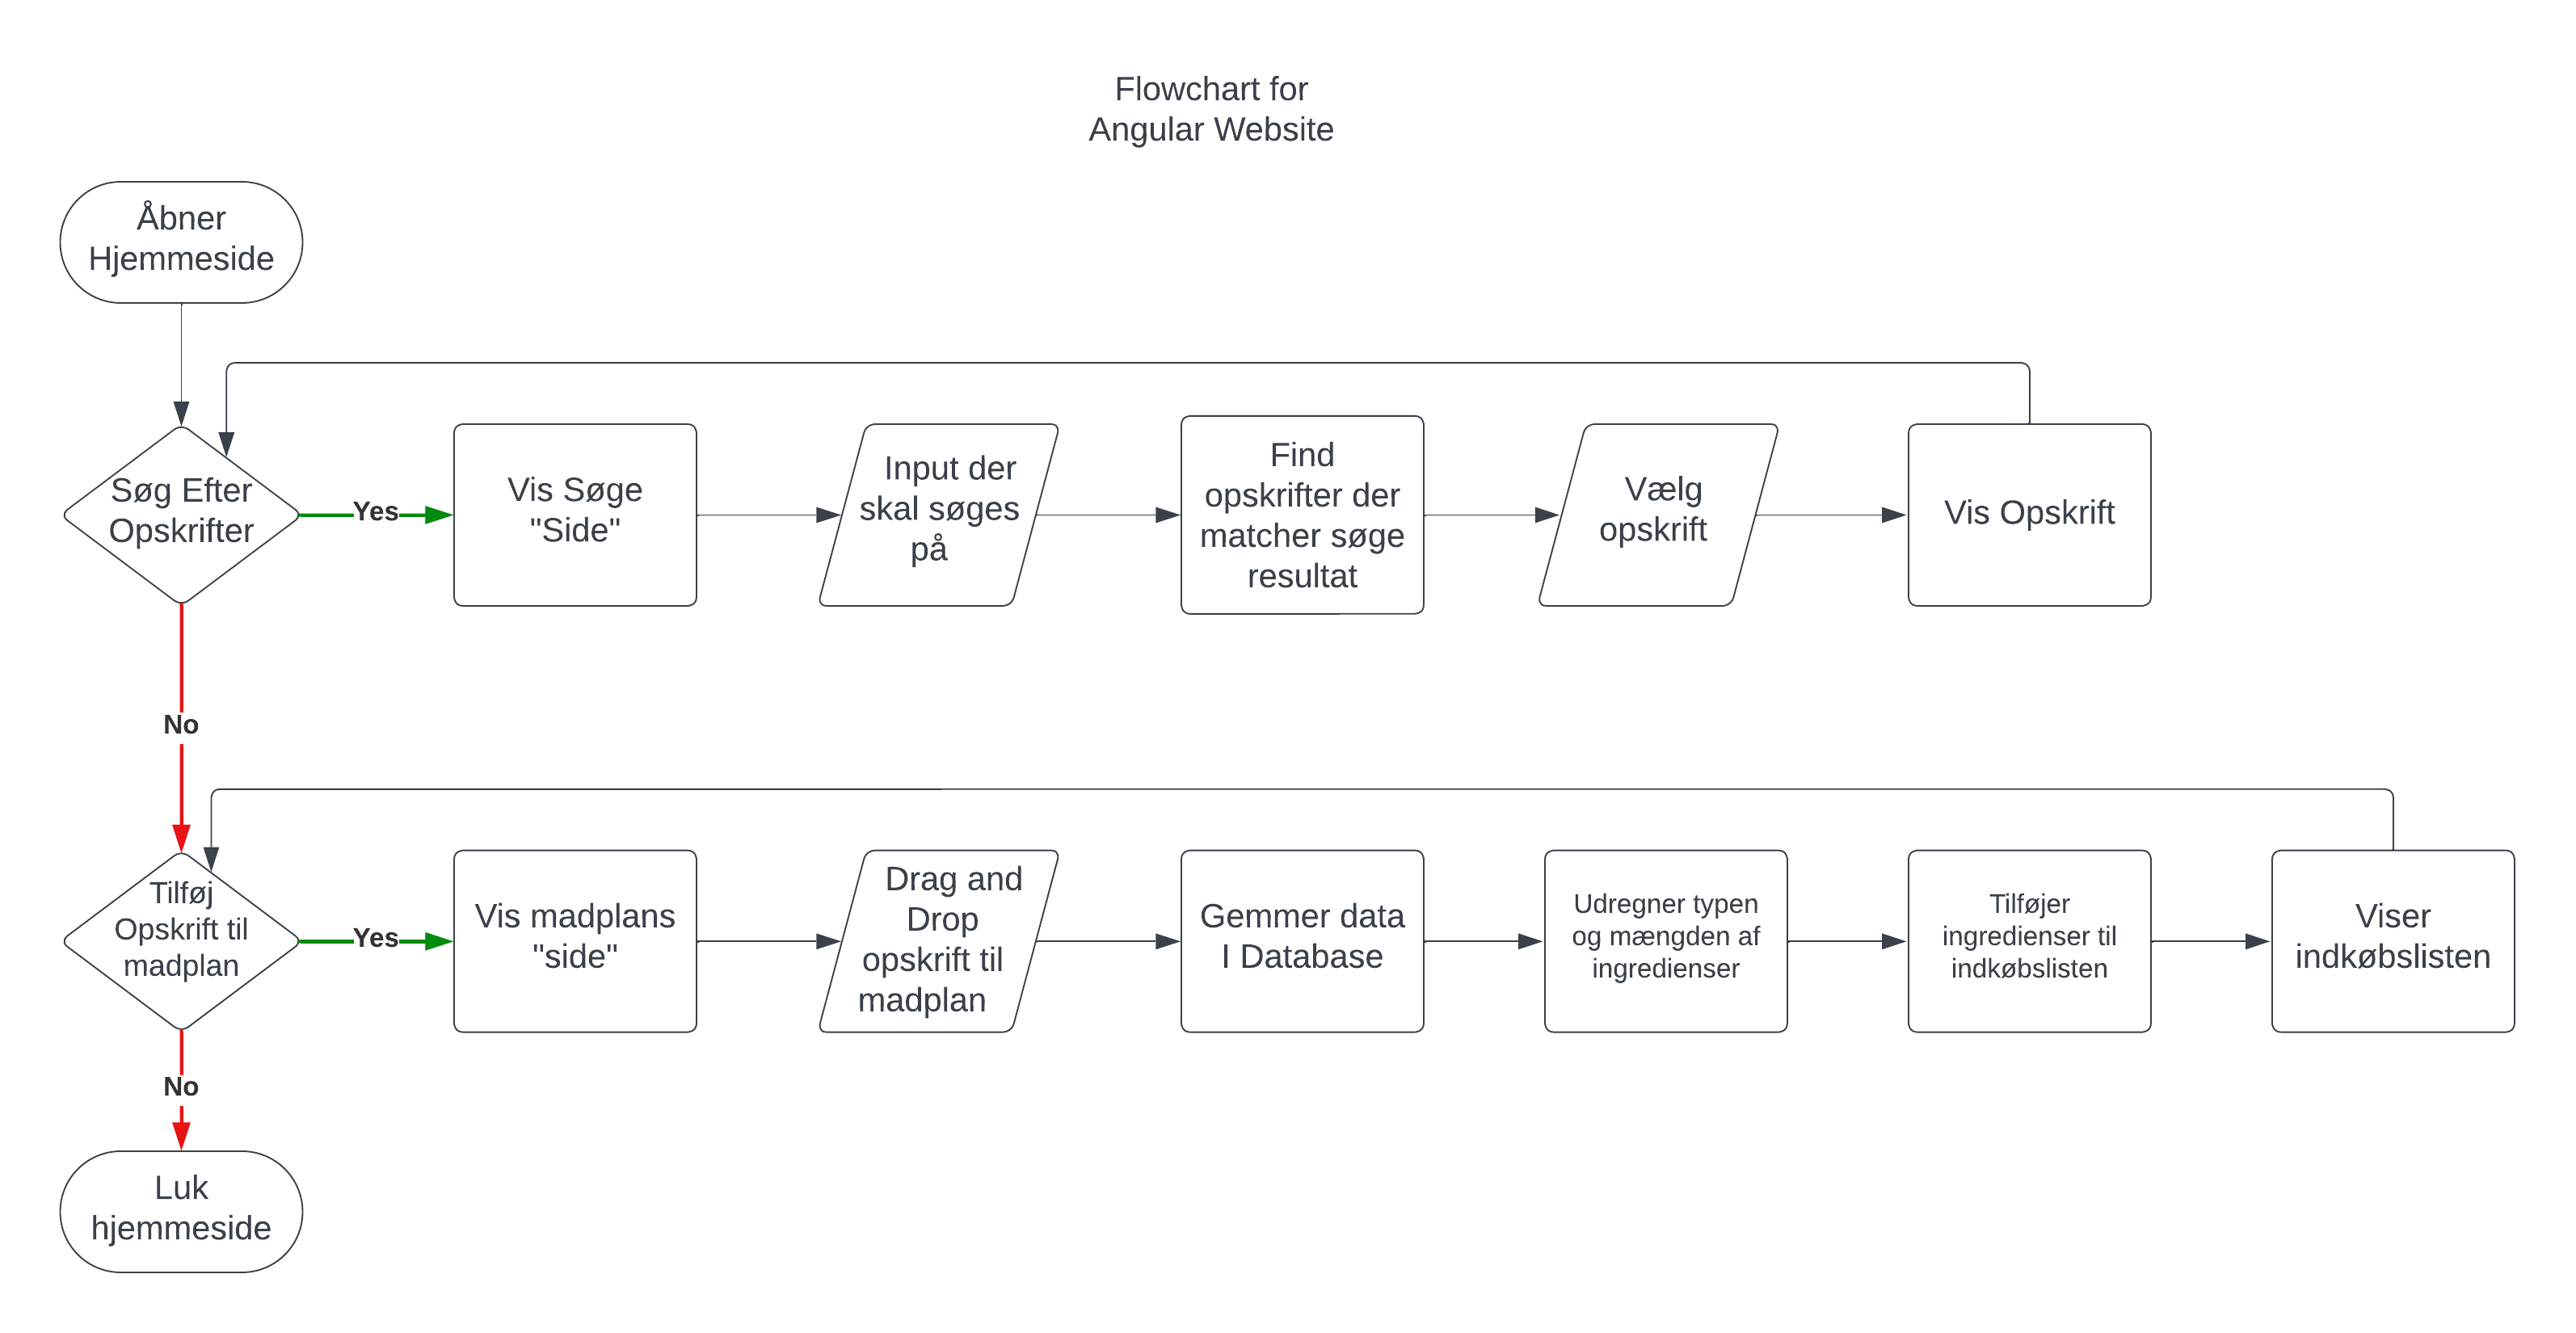 Flowchart for
Angular Website
Åbner
Hjemmeside
Søg Efter
Opskrifter
Yes
Vis Søge
"Side"
Input der
skal søges
på
Find
opskrifter der
matcher søge
resultat
Vælg
opskrift
Vis Opskrift
No
Tilføj
Opskrift til
madplan
Yes
Vis madplans
"side"
Drag and
Drop
opskrift til
madplan
Gemmer data
I Database
Udregner typen
og mængden af
ingredienser
Tilføjer
ingredienser til
indkøbslisten
Viser
indkøbslisten
No
Luk
hjemmeside